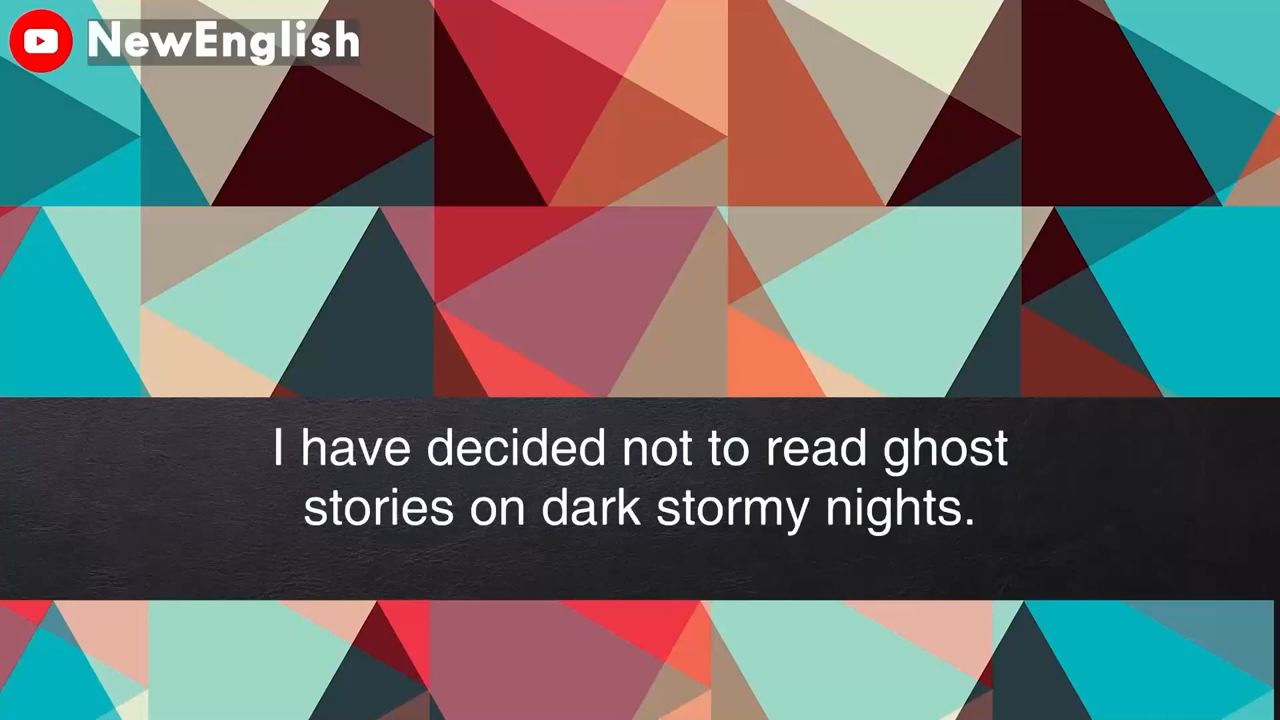 NewEnglish
I have decided not to read ghost
stories on dark stormy nights.